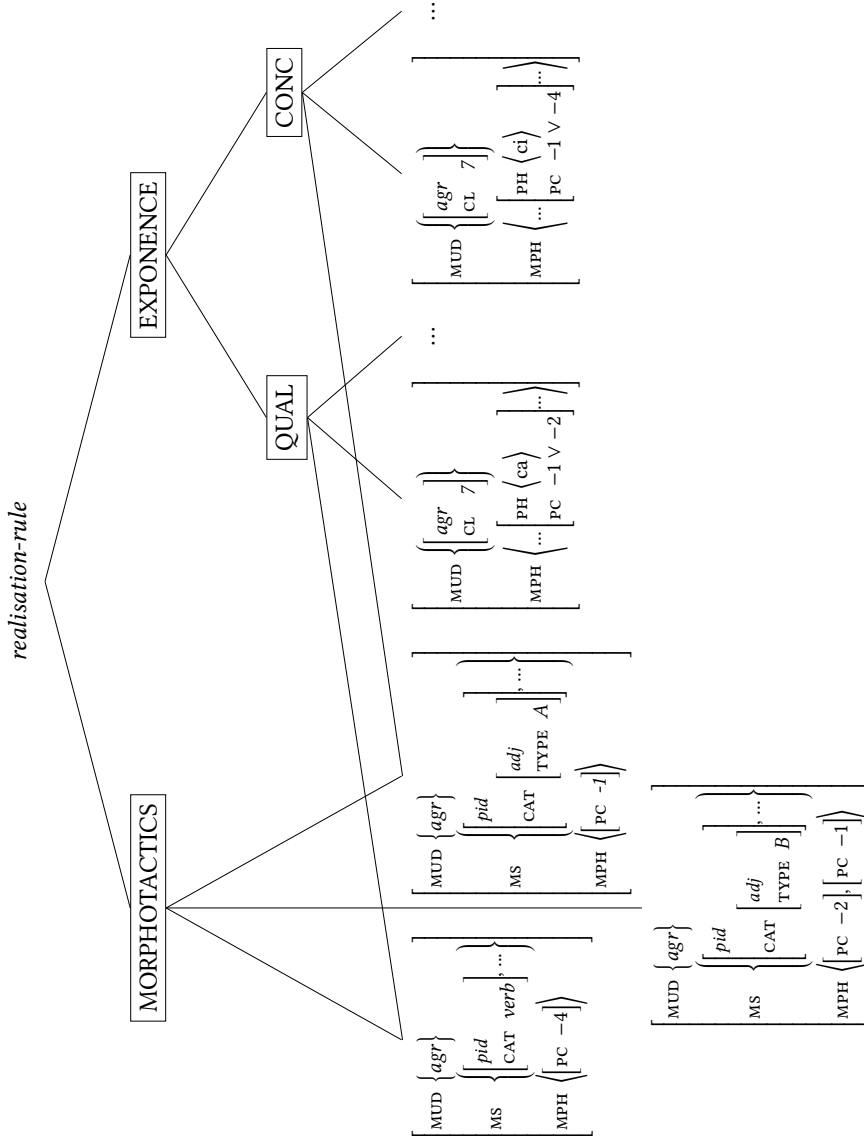 realisation-rule
MORPHOTACTICS
EXPONENCE
QUAL
CONC
[MUD {agr}
MS {[pid
CAT verb], ...}
MPH ⟨[PC −4]⟩]
[MUD {agr}
MS {[pid
CAT [adj
TYPE A]], ...}
MPH ⟨[PC -1]⟩]
[MUD {[agr
CL 7]}
MPH ⟨... [PH ⟨ca⟩
PC −1 ∨ −2] ...⟩]
...
[MUD {[agr
CL 7]}
MPH ⟨... [PH ⟨ci⟩
PC −1 ∨ −4] ...⟩]
...
[MUD {agr}
MS {[pid
CAT [adj
TYPE B]], ...}
MPH ⟨[PC −2], [PC −1]⟩]